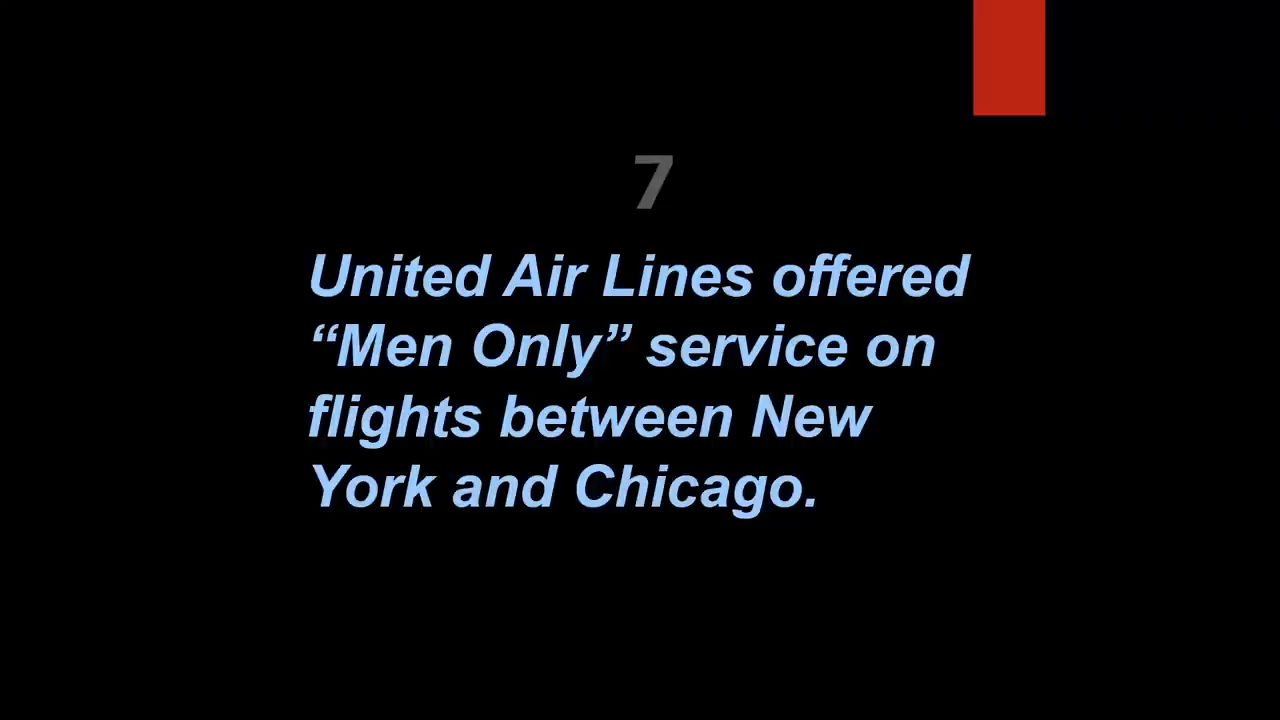 7
United Air Lines offered
“Men Only” service on
flights between New
York and Chicago.